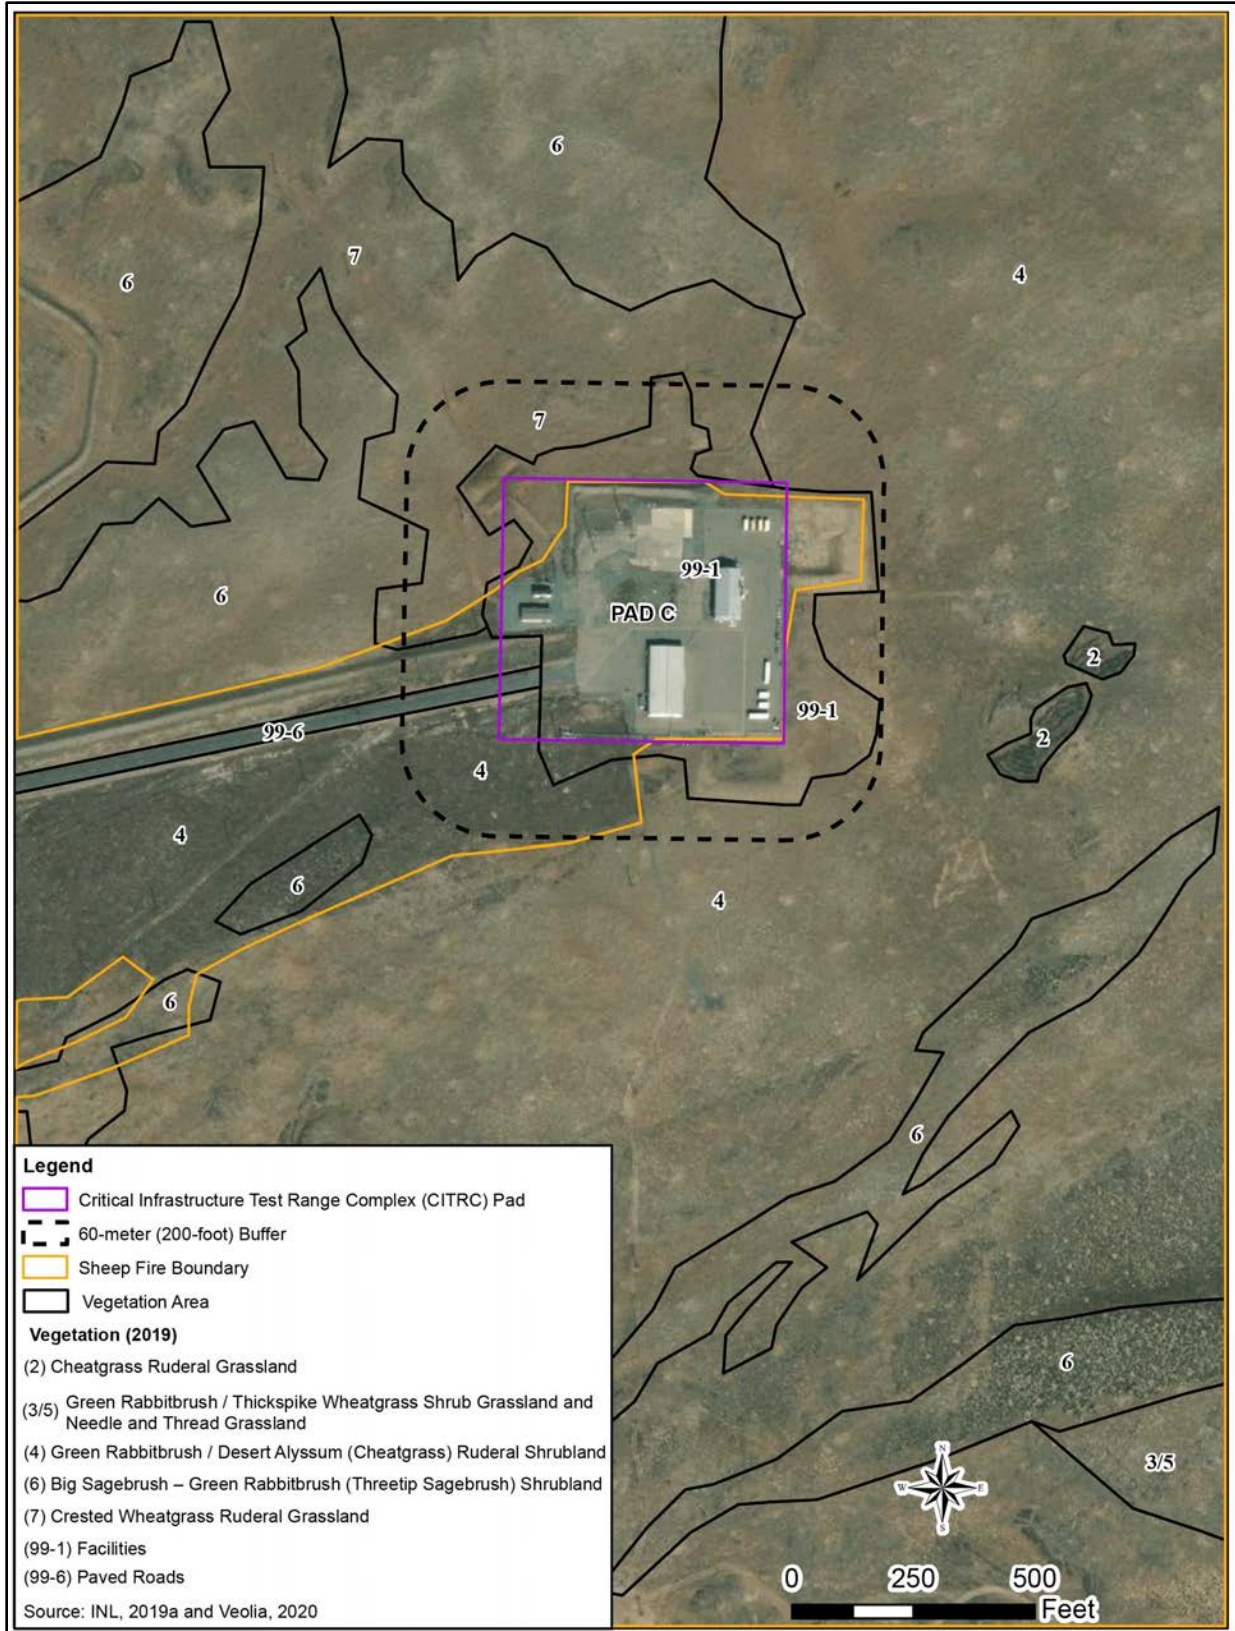 6
7
6
4
7
6
99-1
PAD C
2
99-1
2
99-6
4
4
6
4
6
6
6
3/5
Legend
Critical Infrastructure Test Range Complex (CITRC) Pad
60-meter (200-foot) Buffer
Sheep Fire Boundary
Vegetation Area
Vegetation (2019)
(2) Cheatgrass Ruderal Grassland
(3/5) Green Rabbitbrush / Thickspike Wheatgrass Shrub Grassland and
Needle and Thread Grassland
(4) Green Rabbitbrush / Desert Alyssum (Cheatgrass) Ruderal Shrubland
(6) Big Sagebrush – Green Rabbitbrush (Threetip Sagebrush) Shrubland
(7) Crested Wheatgrass Ruderal Grassland
(99-1) Facilities
(99-6) Paved Roads
Source: INL, 2019a and Veolia, 2020
N
W E
S
0 250 500
Feet